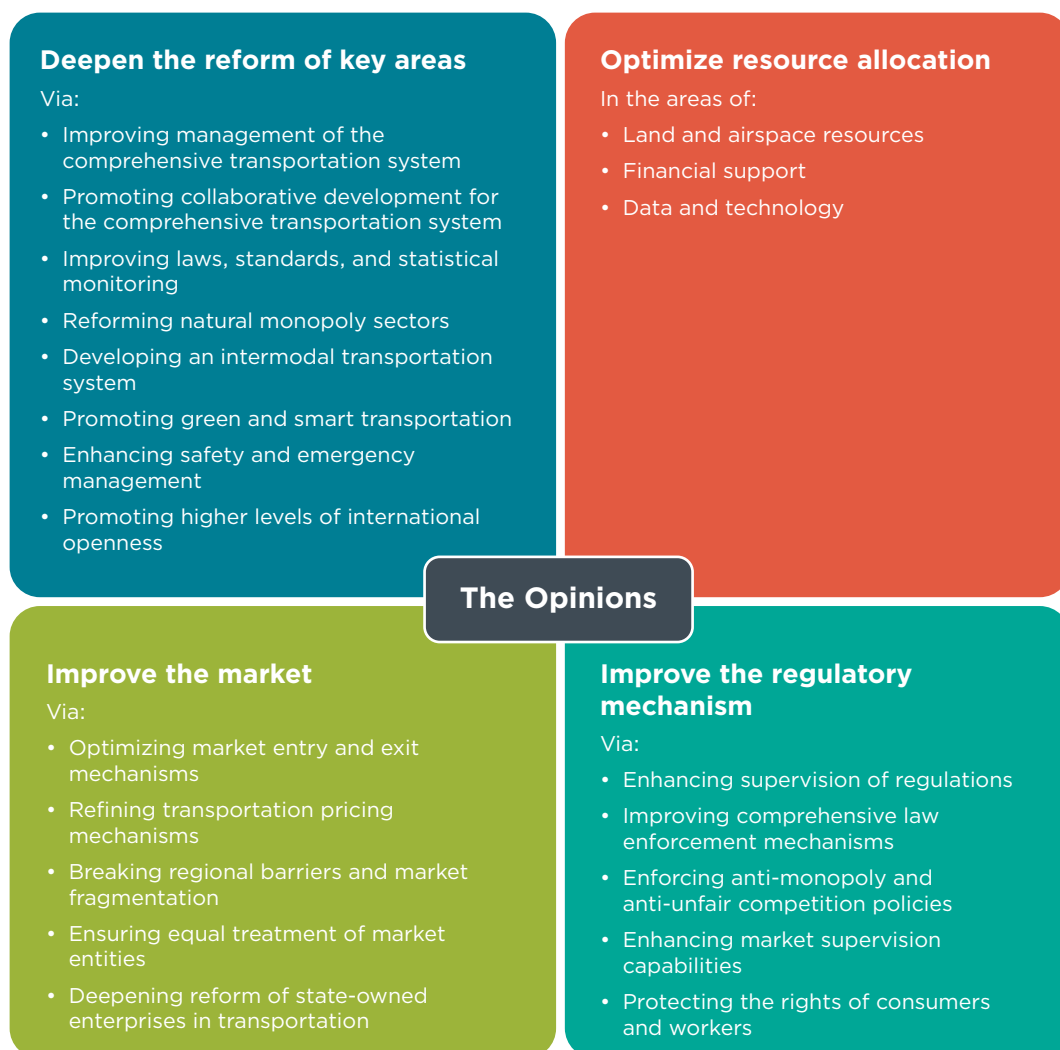 Deepen the reform of key areas
Via:
• Improving management of the
comprehensive transportation system
• Promoting collaborative development for
the comprehensive transportation system
• Improving laws, standards, and statistical
monitoring
• Reforming natural monopoly sectors
• Developing an intermodal transportation
system
• Promoting green and smart transportation
• Enhancing safety and emergency
management
• Promoting higher levels of international
openness
Optimize resource allocation
In the areas of:
• Land and airspace resources
• Financial support
• Data and technology
The Opinions
Improve the market
Via:
• Optimizing market entry and exit
mechanisms
• Refining transportation pricing
mechanisms
• Breaking regional barriers and market
fragmentation
• Ensuring equal treatment of market
entities
• Deepening reform of state-owned
enterprises in transportation
Improve the regulatory
mechanism
Via:
• Enhancing supervision of regulations
• Improving comprehensive law
enforcement mechanisms
• Enforcing anti-monopoly and
anti-unfair competition policies
• Enhancing market supervision
capabilities
• Protecting the rights of consumers
and workers